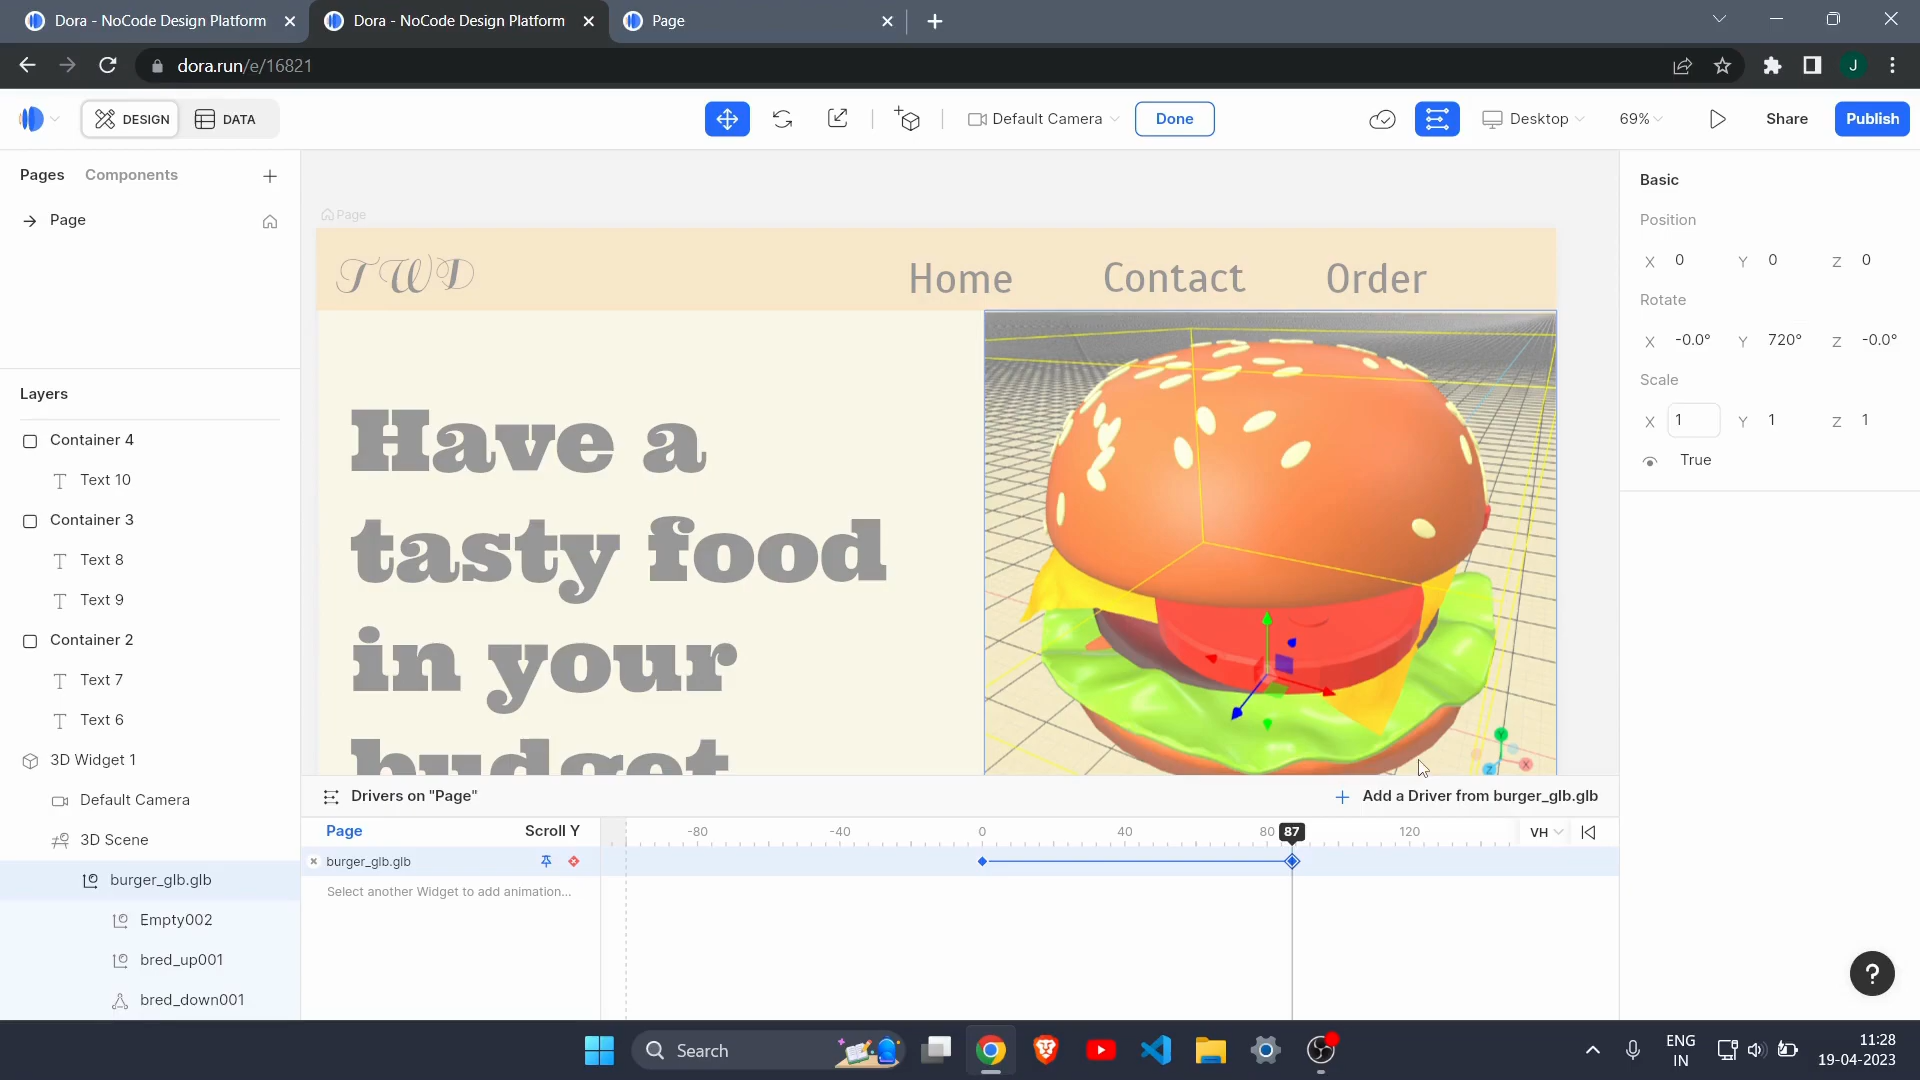 Dora - NoCode Design Platform
Dora - NoCode Design Platform
Page
dora.run/e/16821
J
DESIGN
DATA
Default Camera
Done
Desktop
69%
Share
Publish
Pages
Components
Page
Layers
Container 4
Text 10
Container 3
Text 8
Text 9
Container 2
Text 7
Text 6
3D Widget 1
Default Camera
3D Scene
burger_glb.glb
Empty002
bred_up001
bred_down001
Page
TWD
Home
Contact
Order
Have a
tasty food
in your
budget
Y
X
Z
Basic
Position
X 0 Y 0 Z 0
Rotate
X -0.0° Y 720° Z -0.0°
Scale
X 1 Y 1 Z 1
True
Drivers on "Page"
Add a Driver from burger_glb.glb
Page
Scroll Y
-80 -40 0 40 80 87 120
VH
burger_glb.glb
Select another Widget to add animation...
?
Search
ENG
IN
11:28
19-04-2023